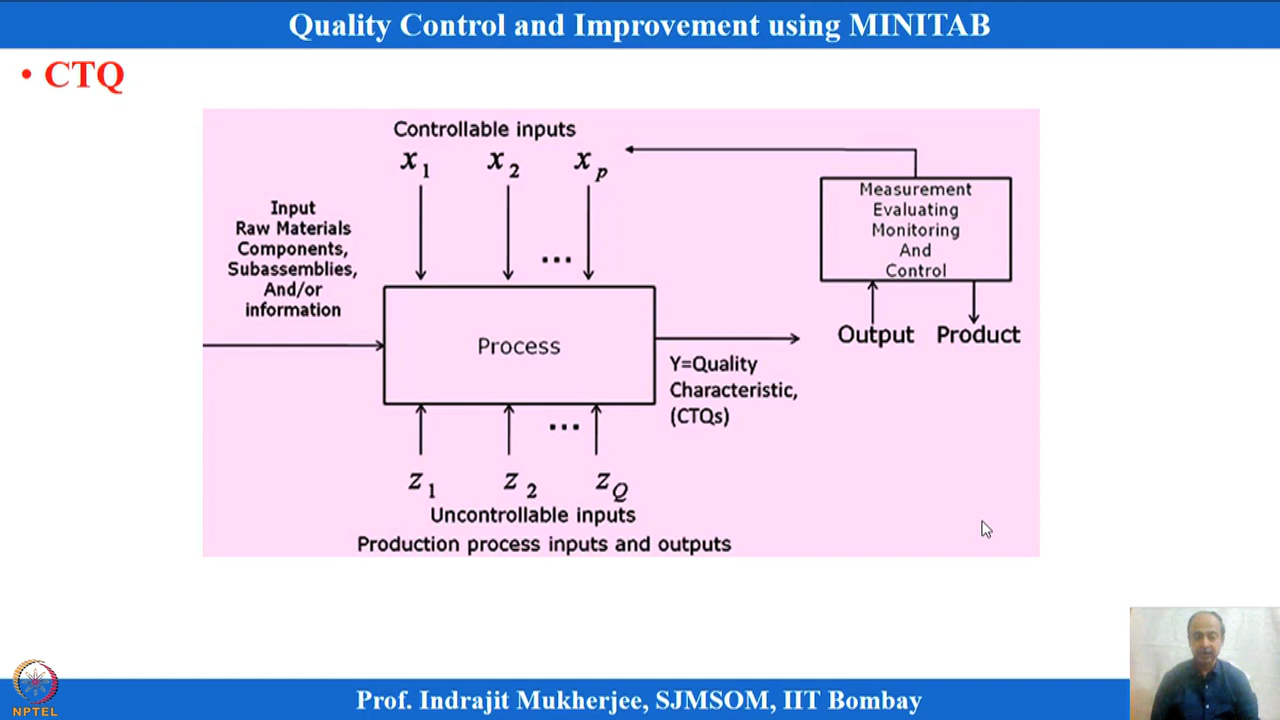 Quality Control and Improvement using MINITAB
• CTQ
Controllable inputs
x1 x2 xp
Input
Raw Materials
Components,
Subassemblies,
And/or
information
...
Process
Measurement
Evaluating
Monitoring
And
Control
Output Product
Y=Quality
Characteristic,
(CTQs)
...
z1 z2 zQ
Uncontrollable inputs
Production process inputs and outputs
NPTEL
Prof. Indrajit Mukherjee, SJMSOM, IIT Bombay